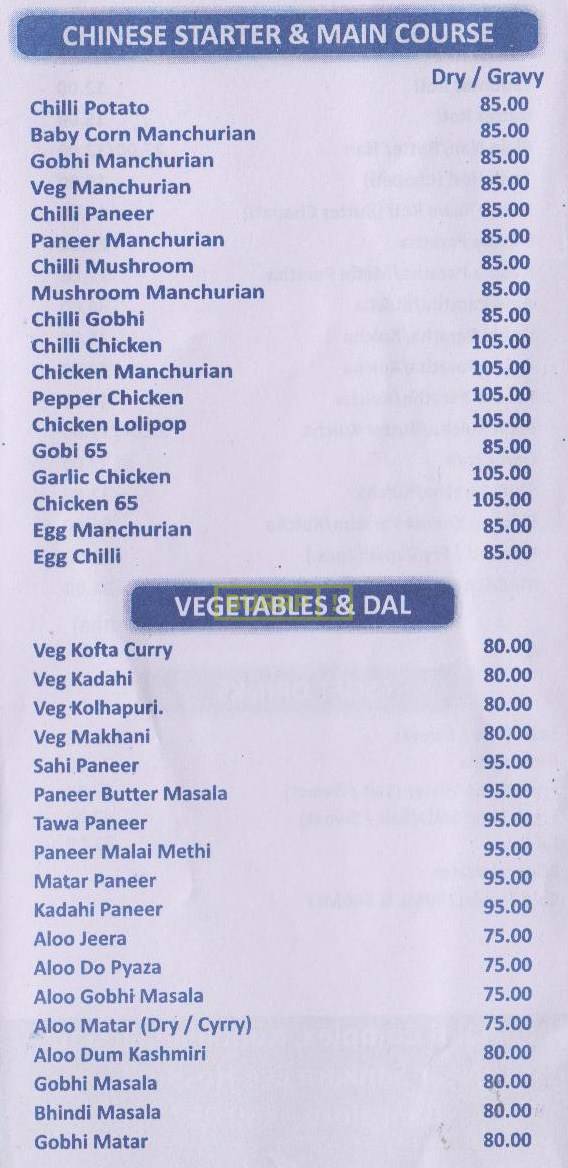 CHINESE STARTER & MAIN COURSE
Dry / Gravy
Chilli Potato 85.00
Baby Corn Manchurian 85.00
Gobhi Manchurian 85.00
Veg Manchurian 85.00
Chilli Paneer 85.00
Paneer Manchurian 85.00
Chilli Mushroom 85.00
Mushroom Manchurian 85.00
Chilli Gobhi 85.00
Chilli Chicken 105.00
Chicken Manchurian 105.00
Pepper Chicken 105.00
Chicken Lolipop 105.00
Gobi 65 85.00
Garlic Chicken 105.00
Chicken 65 105.00
Egg Manchurian 85.00
Egg Chilli 85.00
VEGETABLES & DAL
Veg Kofta Curry 80.00
Veg Kadahi 80.00
Veg Kolhapuri. 80.00
Veg Makhani 80.00
Sahi Paneer 95.00
Paneer Butter Masala 95.00
Tawa Paneer 95.00
Paneer Malai Methi 95.00
Matar Paneer 95.00
Kadahi Paneer 95.00
Aloo Jeera 75.00
Aloo Do Pyaza 75.00
Aloo Gobhi Masala 75.00
Aloo Matar (Dry / Cyrry) 75.00
Aloo Dum Kashmiri 80.00
Gobhi Masala 80.00
Bhindi Masala 80.00
Gobhi Matar 80.00